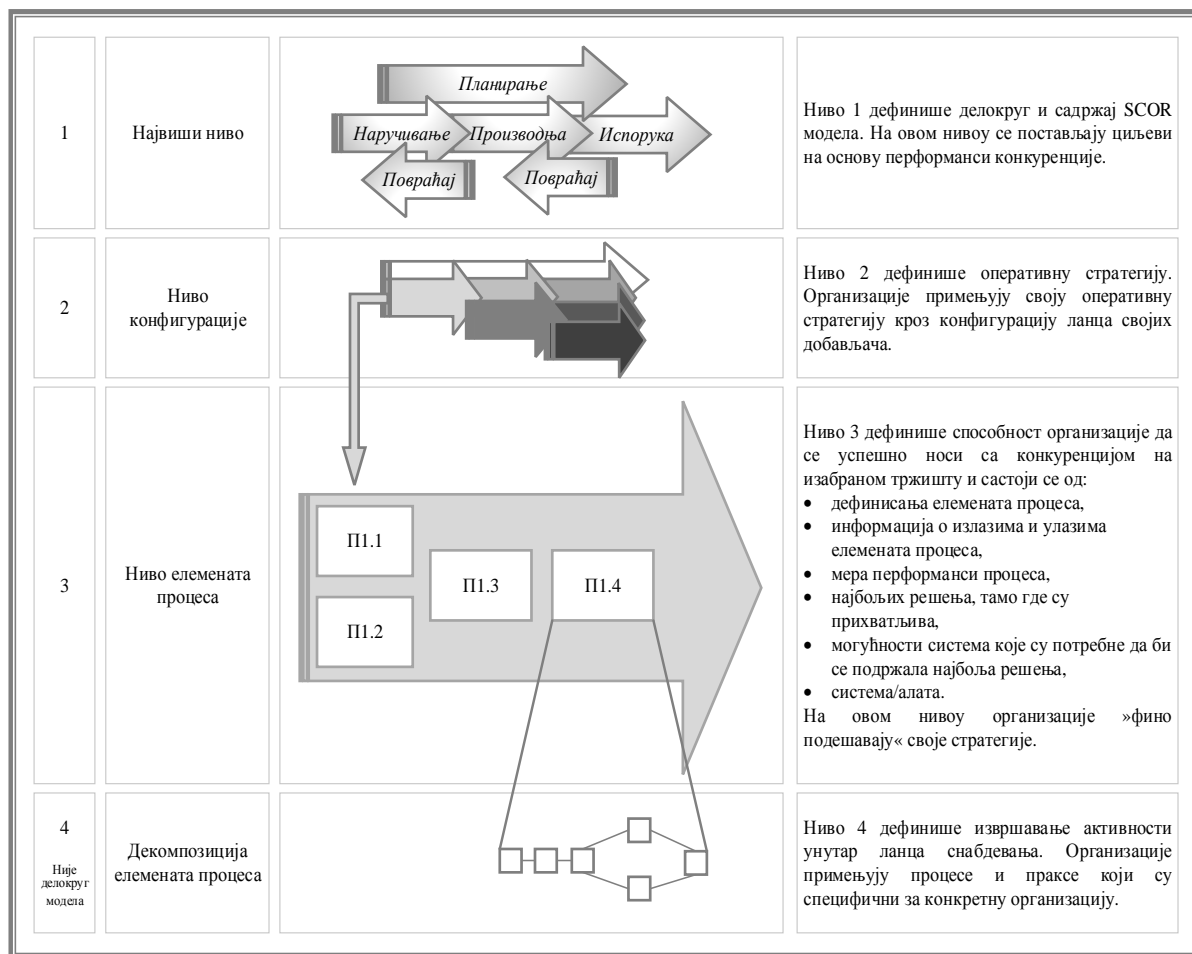 1
Највиши ниво
Планирање
Наручивање
Производња
Испорука
Повраћај
Повраћај
Ниво 1 дефинише делокруг и садржај SCOR
модела. На овом нивоу се постављају циљеви
на основу перформанси конкуренције.
2
Ниво
конфигурације
Ниво 2 дефинише оперативну стратегију.
Организације примењују своју оперативну
стратегију кроз конфигурацију ланца својих
добављача.
3
Ниво елемената
процеса
П1.1
П1.2
П1.3
П1.4
Ниво 3 дефинише способност организације да
се успешно носи са конкуренцијом на
изабраном тржишту и састоји се од:
• дефинисања елемената процеса,
• информација о излазима и улазима
елемената процеса,
• мера перформанси процеса,
• најбољих решења, тамо где су
прихватљива,
• могућности система које су потребне да би
се подржала најбоља решења,
• система/алата.
На овом нивоу организације »фино
подешавају« своје стратегије.
4
Није
делокруг
модела
Декомпозиција
елемената процеса
Ниво 4 дефинише извршавање активности
унутар ланца снабдевања. Организације
примењују процесе и праксе који су
специфични за конкретну организацију.